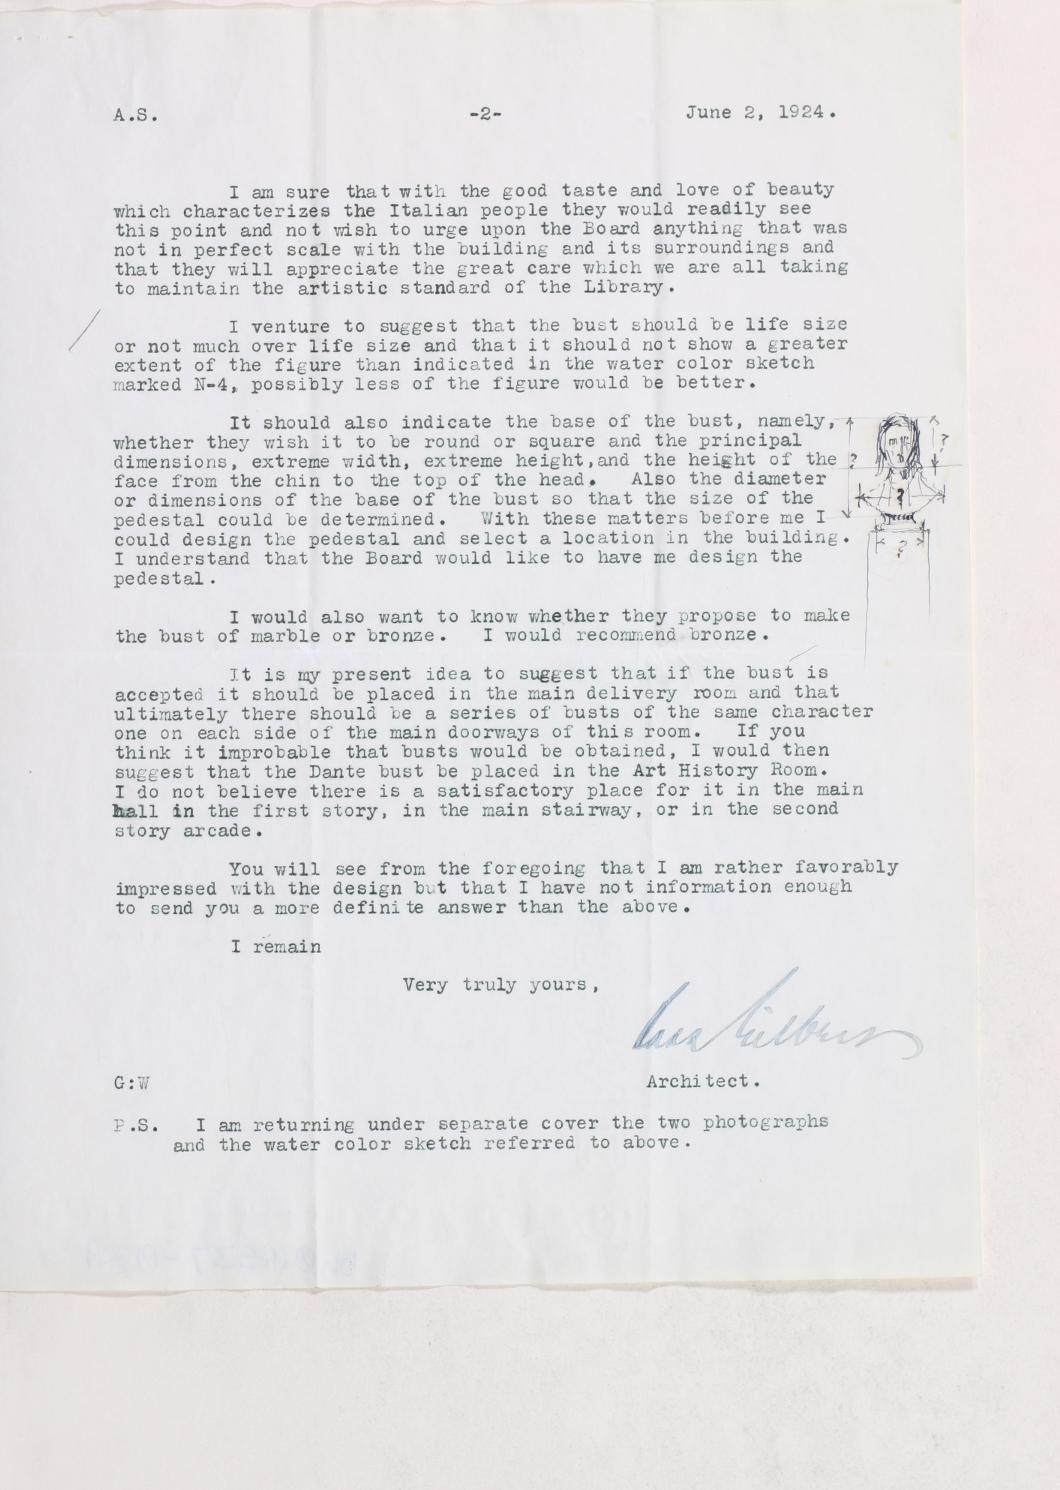 A.S. -2- June 2, 1924.
I am sure that with the good taste and love of beauty
which characterizes the Italian people they would readily see
this point and not wish to urge upon the Board anything that was
not in perfect scale with the building and its surroundings and
that they will appreciate the great care which we are all taking
to maintain the artistic standard of the Library.
I venture to suggest that the bust should be life size
or not much over life size and that it should not show a greater
extent of the figure than indicated in the water color sketch
marked N-4, possibly less of the figure would be better.
It should also indicate the base of the bust, namely,
whether they wish it to be round or square and the principal
dimensions, extreme width, extreme height,and the height of the
face from the chin to the top of the head. Also the diameter
or dimensions of the base of the bust so that the size of the
pedestal could be determined. With these matters before me I
could design the pedestal and select a location in the building.
I understand that the Board would like to have me design the
pedestal.
? ? ? ?
I would also want to know whether they propose to make
the bust of marble or bronze. I would recommend bronze.
It is my present idea to suggest that if the bust is
accepted it should be placed in the main delivery room and that
ultimately there should be a series of busts of the same character
one on each side of the main doorways of this room. If you
think it improbable that busts would be obtained, I would then
suggest that the Dante bust be placed in the Art History Room.
I do not believe there is a satisfactory place for it in the main
hall in the first story, in the main stairway, or in the second
story arcade.
You will see from the foregoing that I am rather favorably
impressed with the design but that I have not information enough
to send you a more definite answer than the above.
I remain
Very truly yours,
Cass Gilbert
G:W Architect.
P.S. I am returning under separate cover the two photographs
and the water color sketch referred to above.